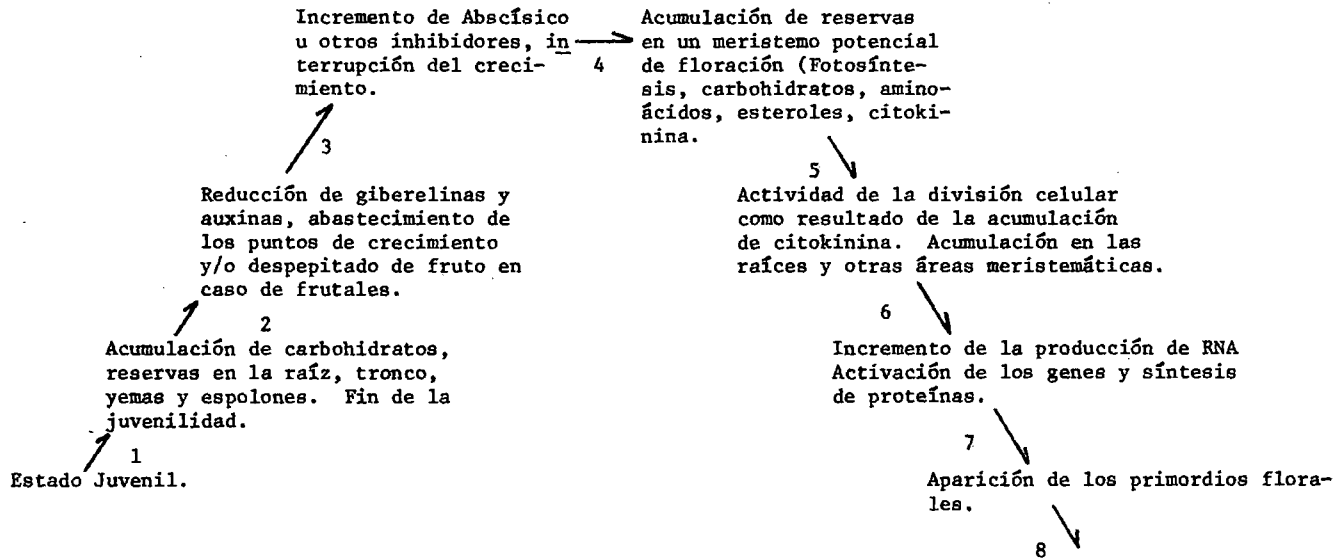 Incremento de Abscísico
u otros inhibidores, in
terrupción del creci-
miento.
4
Acumulación de reservas
en un meristemo potencial
de floración (Fotosínte-
sis, carbohidratos, amino-
ácidos, esteroles, citoki-
nina.
3
5
Reducción de giberelinas y
auxinas, abastecimiento de
los puntos de crecimiento
y/o despepitado de fruto en
caso de frutales.
Actividad de la división celular
como resultado de la acumulación
de citokinina. Acumulación en las
raíces y otras áreas meristemáticas.
2
6
Acumulación de carbohidratos,
reservas en la raíz, tronco,
yemas y espolones. Fin de la
juvenilidad.
Incremento de la producción de RNA
Activación de los genes y síntesis
de proteínas.
1
7
Estado Juvenil.
Aparición de los primordios flora-
les.
8